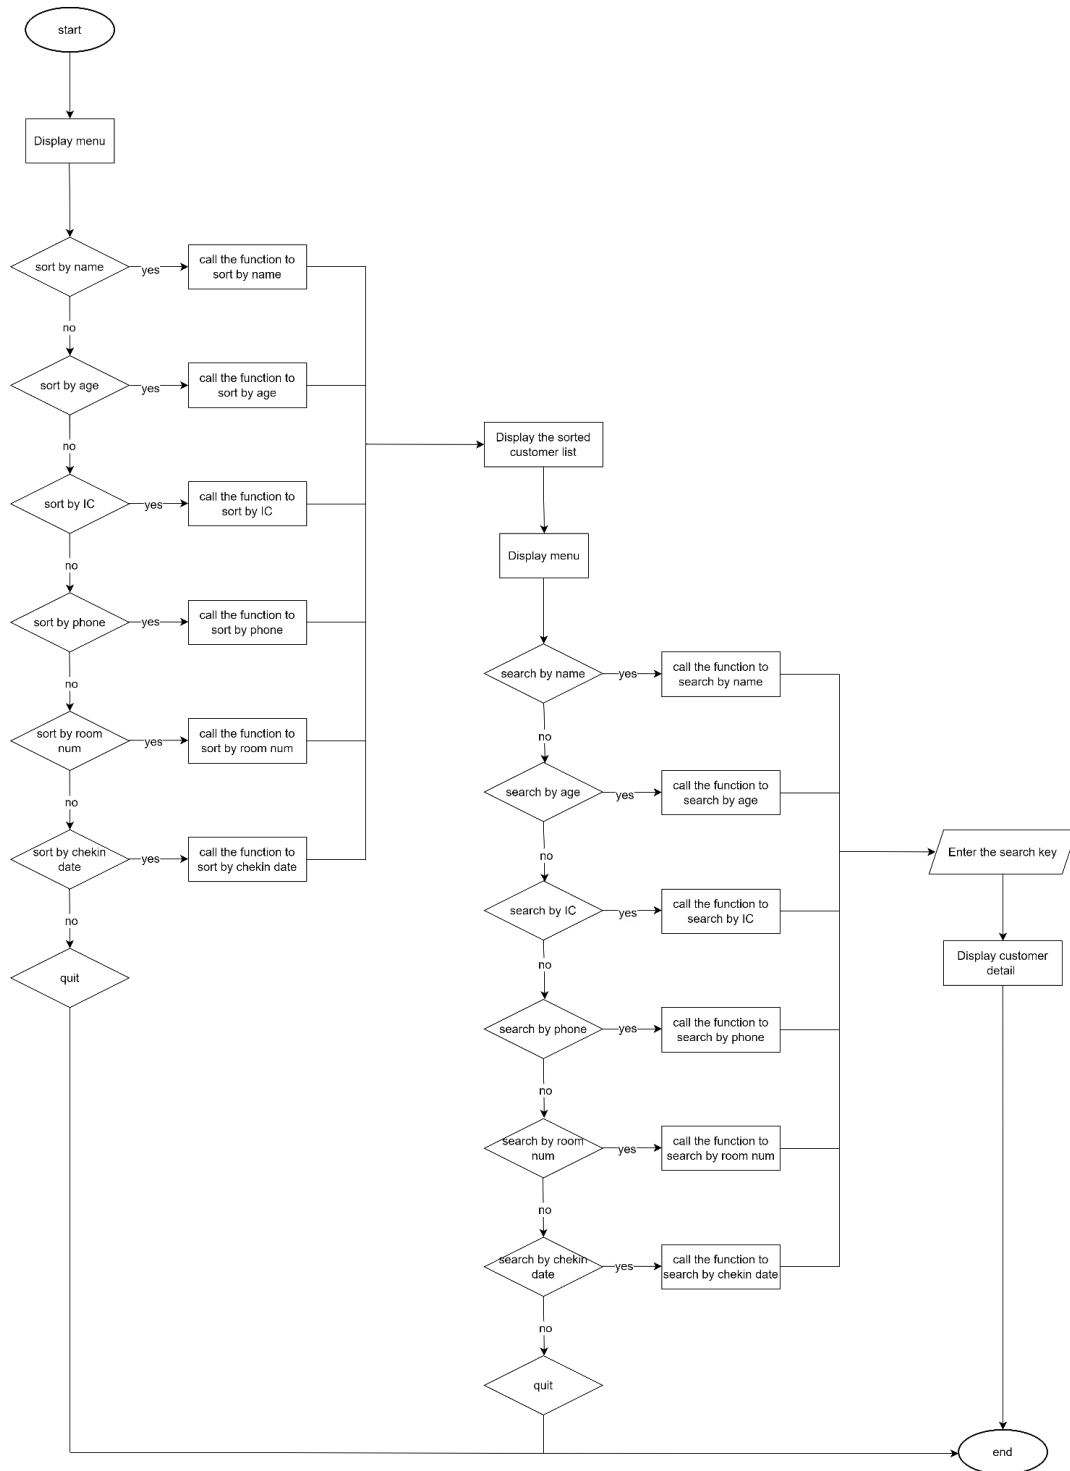 start
Display menu
sort by name
yes
call the function to
sort by name
no
sort by age
yes
call the function to
sort by age
no
sort by IC
yes
call the function to
sort by IC
no
sort by phone
yes
call the function to
sort by phone
no
sort by room
num
yes
call the function to
sort by room num
no
sort by chekin
date
yes
call the function to
sort by chekin date
no
quit
Display the sorted
customer list
Display menu
search by name
yes
call the function to
search by name
no
search by age
yes
call the function to
search by age
no
search by IC
yes
call the function to
search by IC
no
search by phone
yes
call the function to
search by phone
no
search by room
num
yes
call the function to
search by room num
no
search by chekin
date
yes
call the function to
search by chekin date
no
quit
Enter the search key
Display customer
detail
end